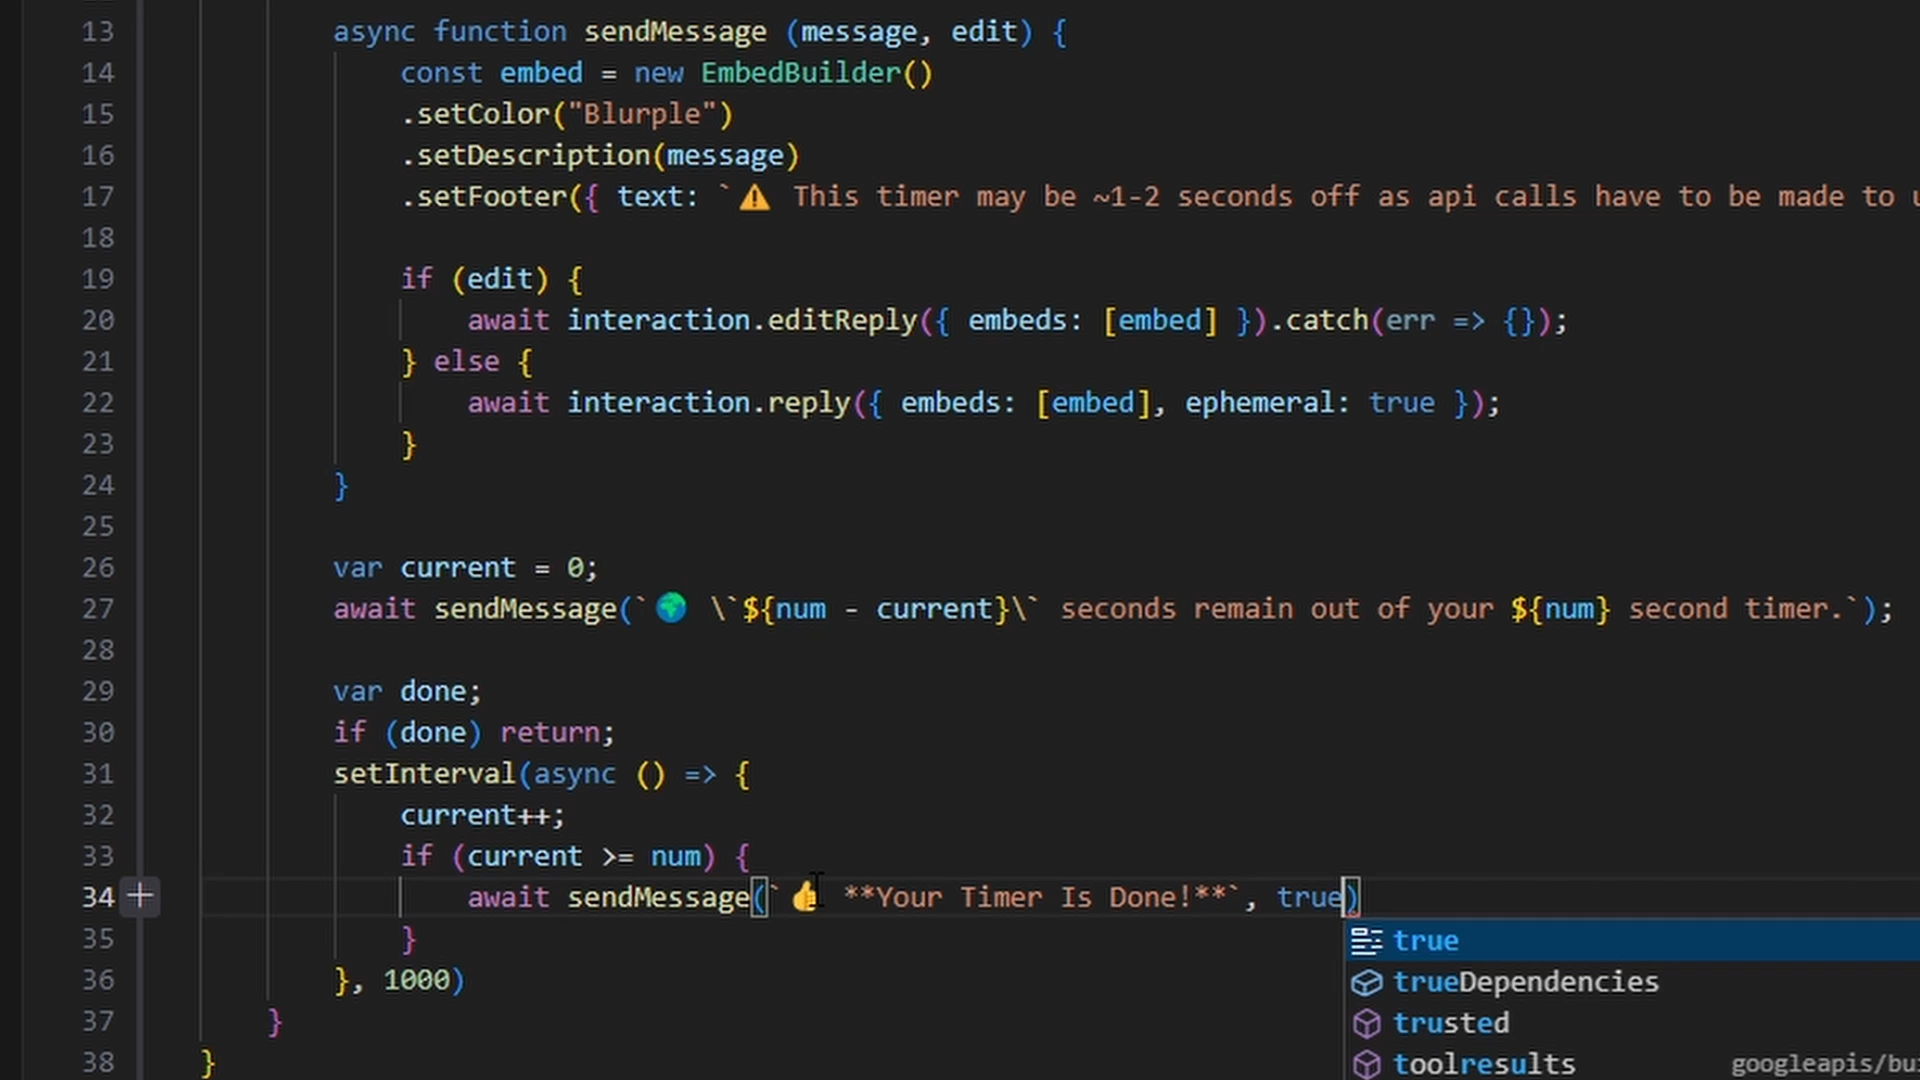 13 async function sendMessage (message, edit) {
14 const embed = new EmbedBuilder()
15 .setColor("Blurple")
16 .setDescription(message)
17 .setFooter({ text: `⚠️ This timer may be ~1-2 seconds off as api calls have to be made to u
18
19 if (edit) {
20 await interaction.editReply({ embeds: [embed] }).catch(err => {});
21 } else {
22 await interaction.reply({ embeds: [embed], ephemeral: true });
23 }
24 }
25
26 var current = 0;
27 await sendMessage(`🌍 \`${num - current}\` seconds remain out of your ${num} second timer.`);
28
29 var done;
30 if (done) return;
31 setInterval(async () => {
32 current++;
33 if (current >= num) {
34 await sendMessage(`👍 **Your Timer Is Done!**`, true)
35 }
true
36 }, 1000)
trueDependencies
37 }
trusted
38 }
toolresults googleapis/bu